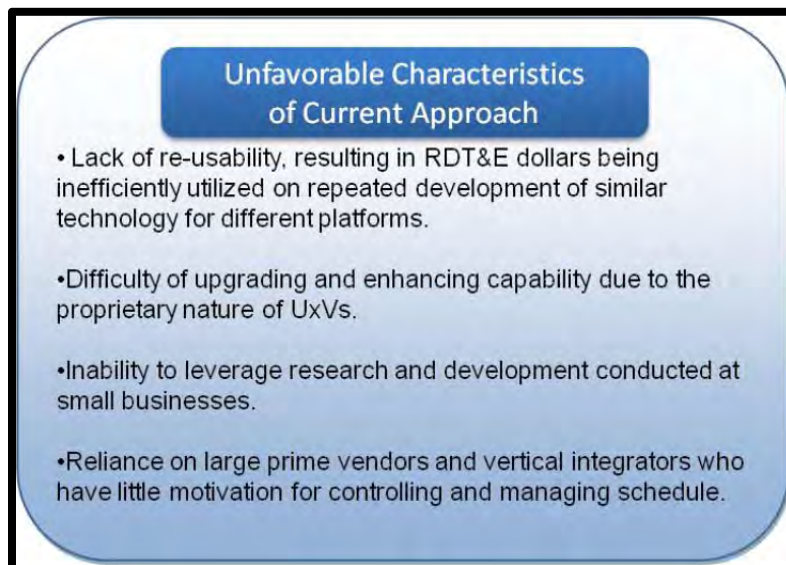 Unfavorable Characteristics
of Current Approach
• Lack of re-usability, resulting in RDT&E dollars being
inefficiently utilized on repeated development of similar
technology for different platforms.
•Difficulty of upgrading and enhancing capability due to the
proprietary nature of UxVs.
•Inability to leverage research and development conducted at
small businesses.
•Reliance on large prime vendors and vertical integrators who
have little motivation for controlling and managing schedule.